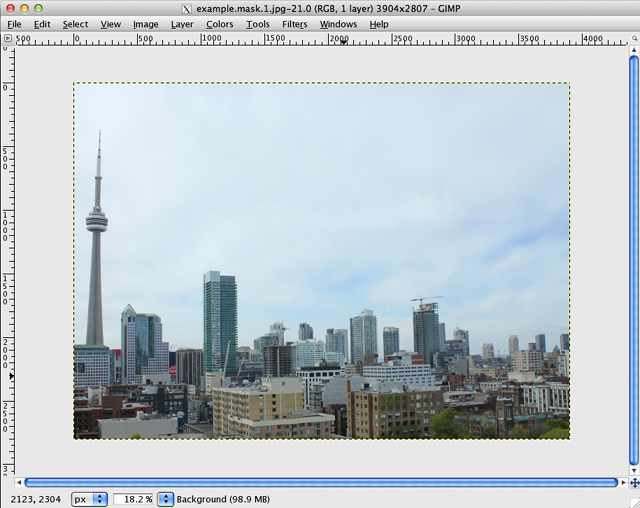 example.mask.1.jpg-21.0 (RGB, 1 layer) 3904x2807 – GIMP
File Edit Select View Image Layer Colors Tools Filters Windows Help
500 0 500 1000 1500 2000 2500 3000 3500 4000
0
500
1000
1500
2000
2500
3
2123, 2304 px 18.2 % Background (98.9 MB)